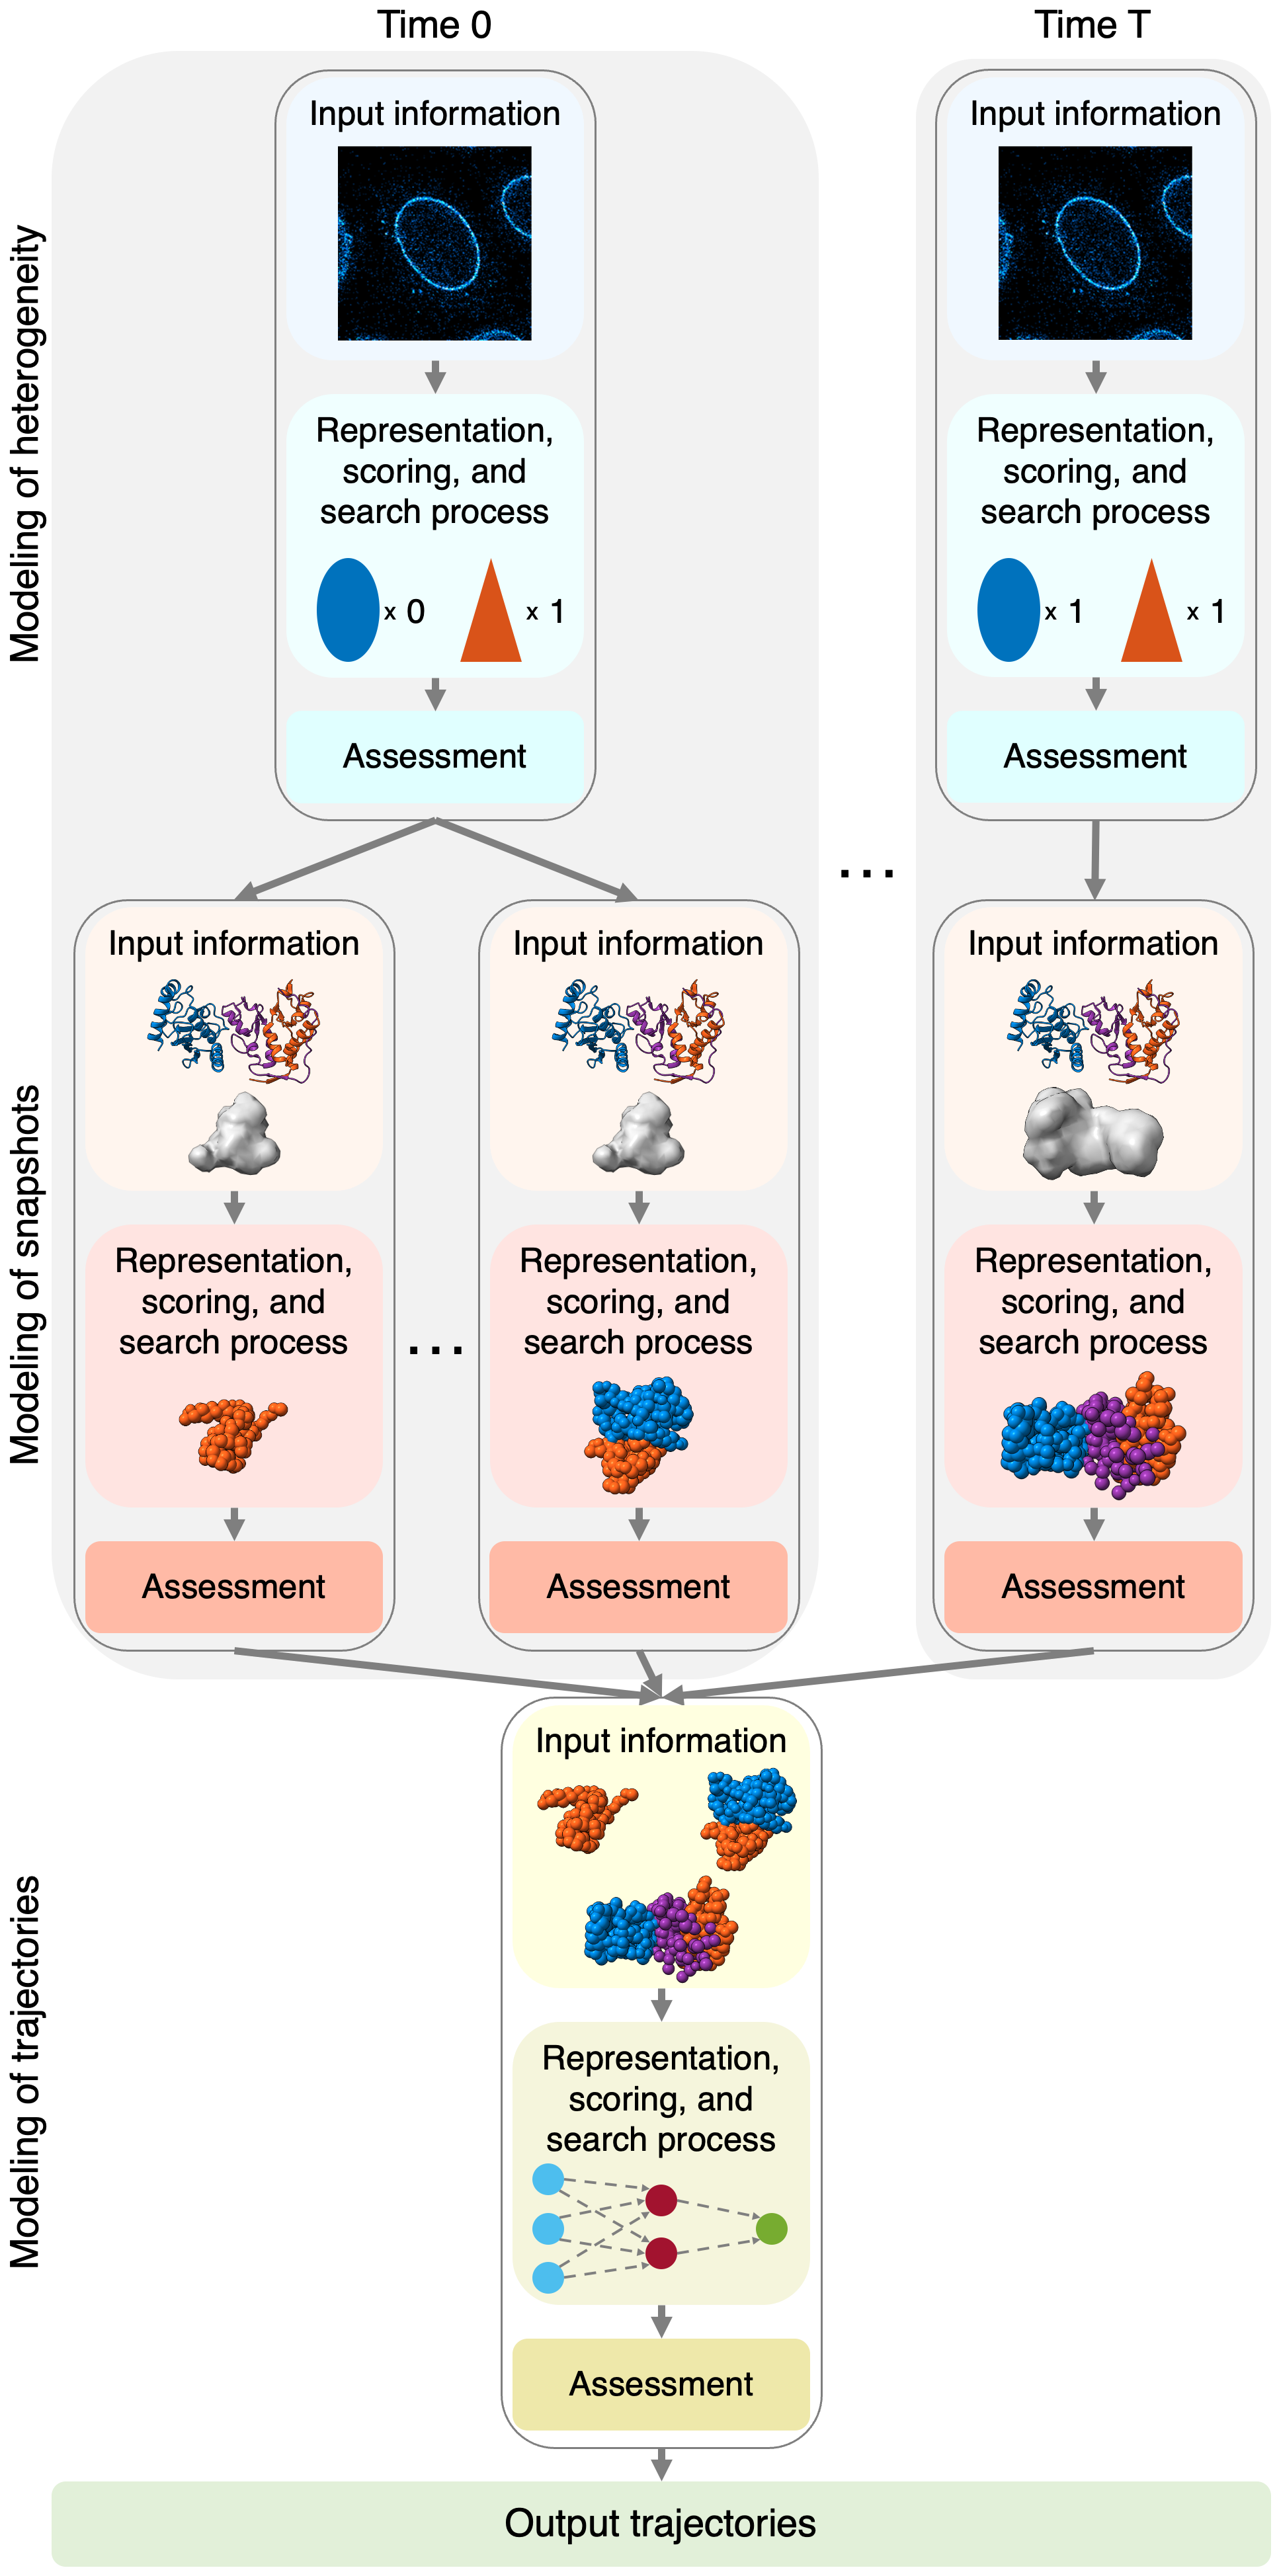 Time 0
Time T
Modeling of heterogeneity
Input information
Representation,
scoring, and
search process
x 0
x 1
Assessment
Input information
Representation,
scoring, and
search process
x 1
x 1
Assessment
...
Modeling of snapshots
Input information
Representation,
scoring, and
search process
Assessment
...
Input information
Representation,
scoring, and
search process
Assessment
Input information
Representation,
scoring, and
search process
Assessment
Modeling of trajectories
Input information
Representation,
scoring, and
search process
Assessment
Output trajectories